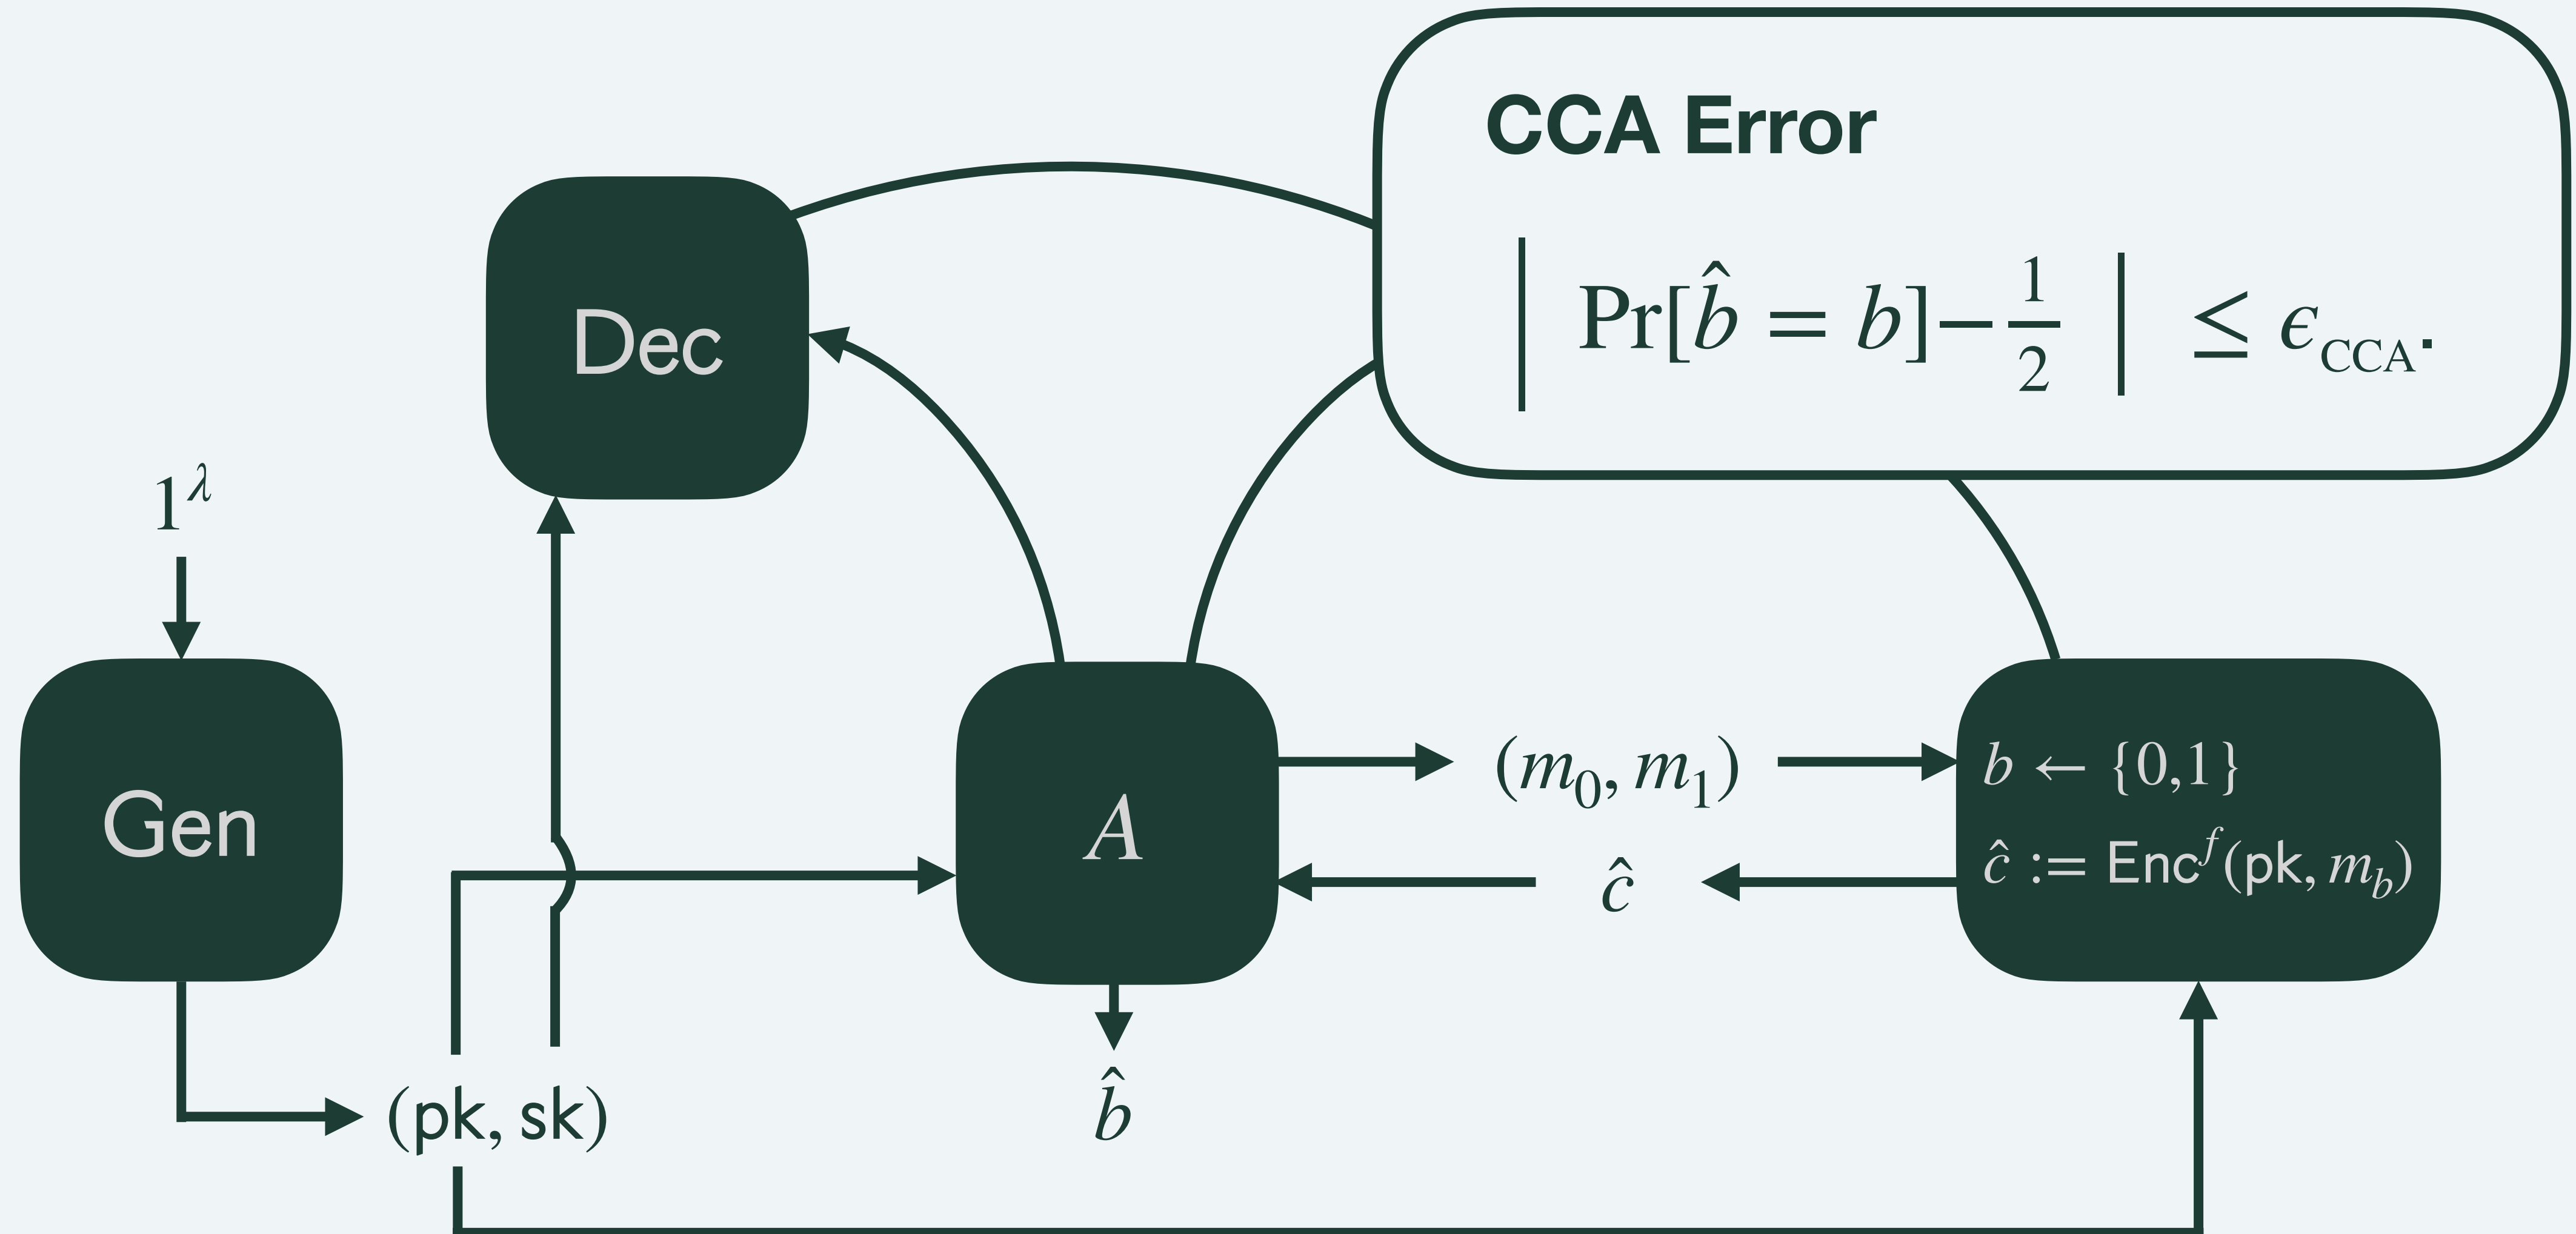 CCA Error
| Pr[b̂ = b] − 1/2 | ≤ ϵ_CCA.
Dec
1^λ
Gen
A
(m_0, m_1)
b ← {0,1}
ĉ := Enc^f(pk, m_b)
ĉ
(pk, sk)
b̂